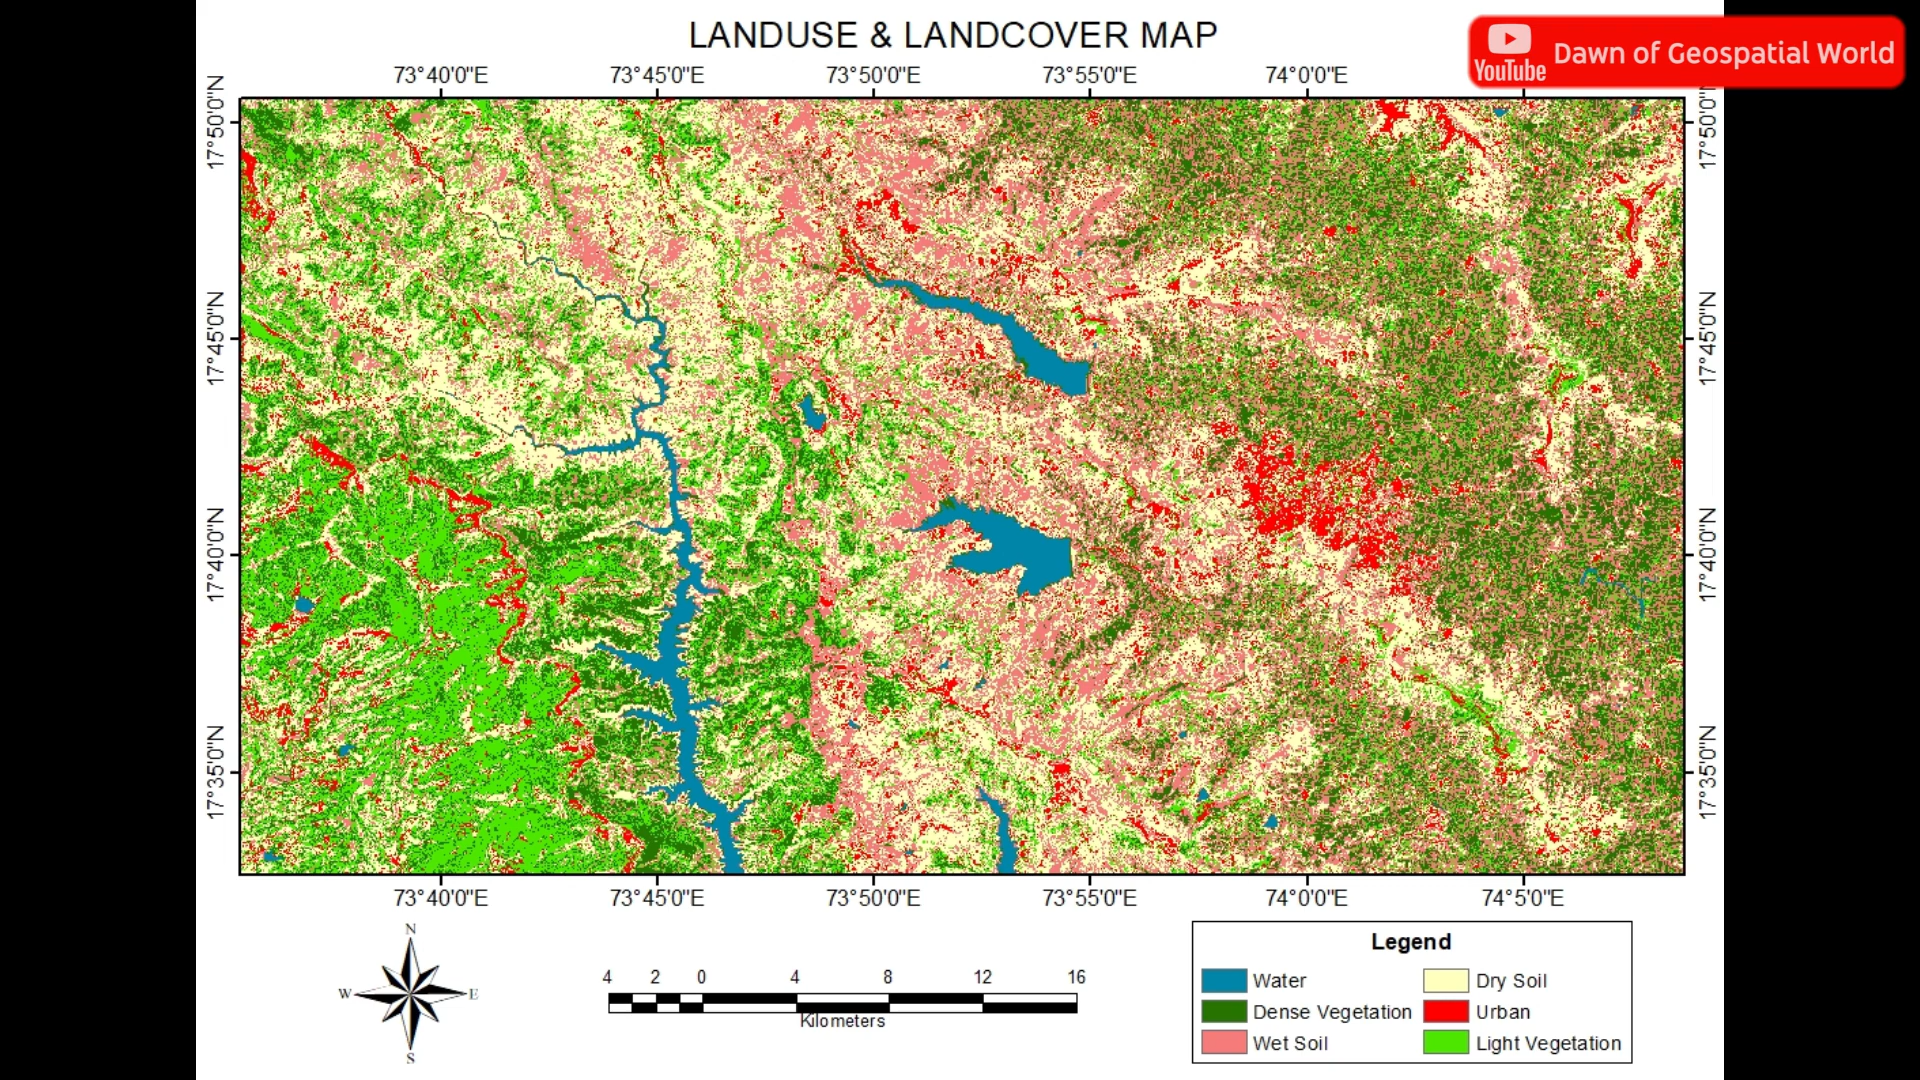 LANDUSE & LANDCOVER MAP
YouTube Dawn of Geospatial World
73°40'0"E 73°45'0"E 73°50'0"E 73°55'0"E 74°0'0"E
17°50'0"N
17°45'0"N
17°40'0"N
17°35'0"N
17°50'0"N
17°45'0"N
17°40'0"N
17°35'0"N
73°40'0"E 73°45'0"E 73°50'0"E 73°55'0"E 74°0'0"E 74°5'0"E
N
W E
S
4 2 0 4 8 12 16
Kilometers
Legend
Water Dry Soil
Dense Vegetation Urban
Wet Soil Light Vegetation